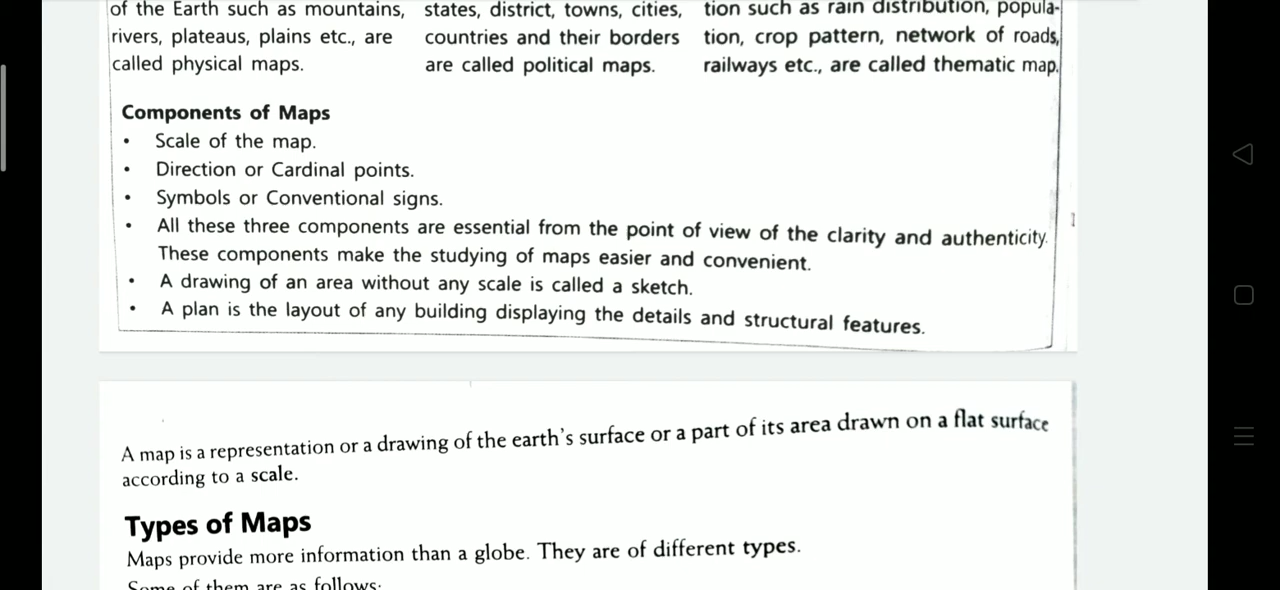 of the Earth such as mountains,
rivers, plateaus, plains etc., are
called physical maps.
states, district, towns, cities,
countries and their borders
are called political maps.
tion such as rain distribution, popula-
tion, crop pattern, network of roads,
railways etc., are called thematic map.
Components of Maps
• Scale of the map.
• Direction or Cardinal points.
• Symbols or Conventional signs.
• All these three components are essential from the point of view of the clarity and authenticity.
These components make the studying of maps easier and convenient.
• A drawing of an area without any scale is called a sketch.
• A plan is the layout of any building displaying the details and structural features.
A map is a representation or a drawing of the earth's surface or a part of its area drawn on a flat surface
according to a scale.
Types of Maps
Maps provide more information than a globe. They are of different types.
Some of them are as follows: